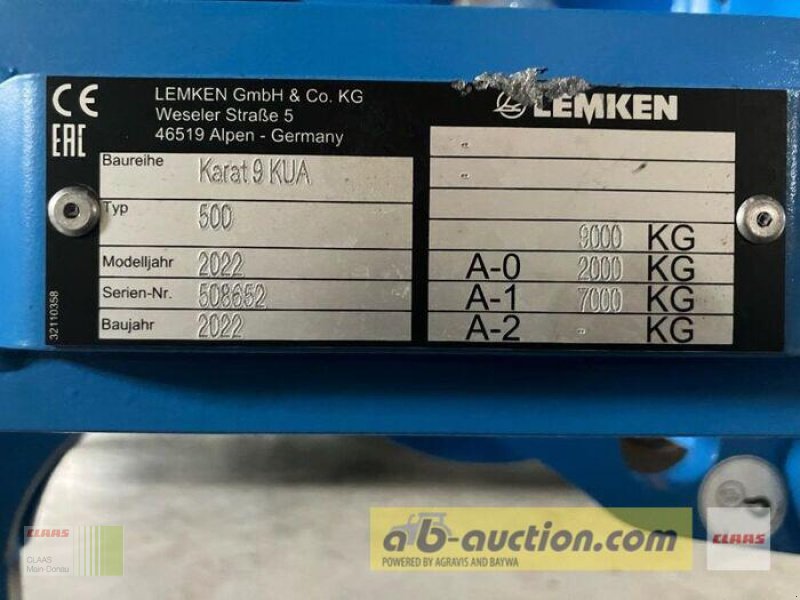 CE
EAC
LEMKEN GmbH & Co. KG
Weseler Straße 5
46519 Alpen - Germany
LEMKEN
Baureihe Karat 9 KUA
Typ 500
Modelljahr 2022
Serien-Nr. 508652
Baujahr 2022
-
-
9000 KG
A-0 2000 KG
A-1 7000 KG
A-2 - KG
32110358
CLAAS
CLAAS
Main-Donau
ab-auction.com
POWERED BY AGRAVIS AND BAYWA
CLAAS